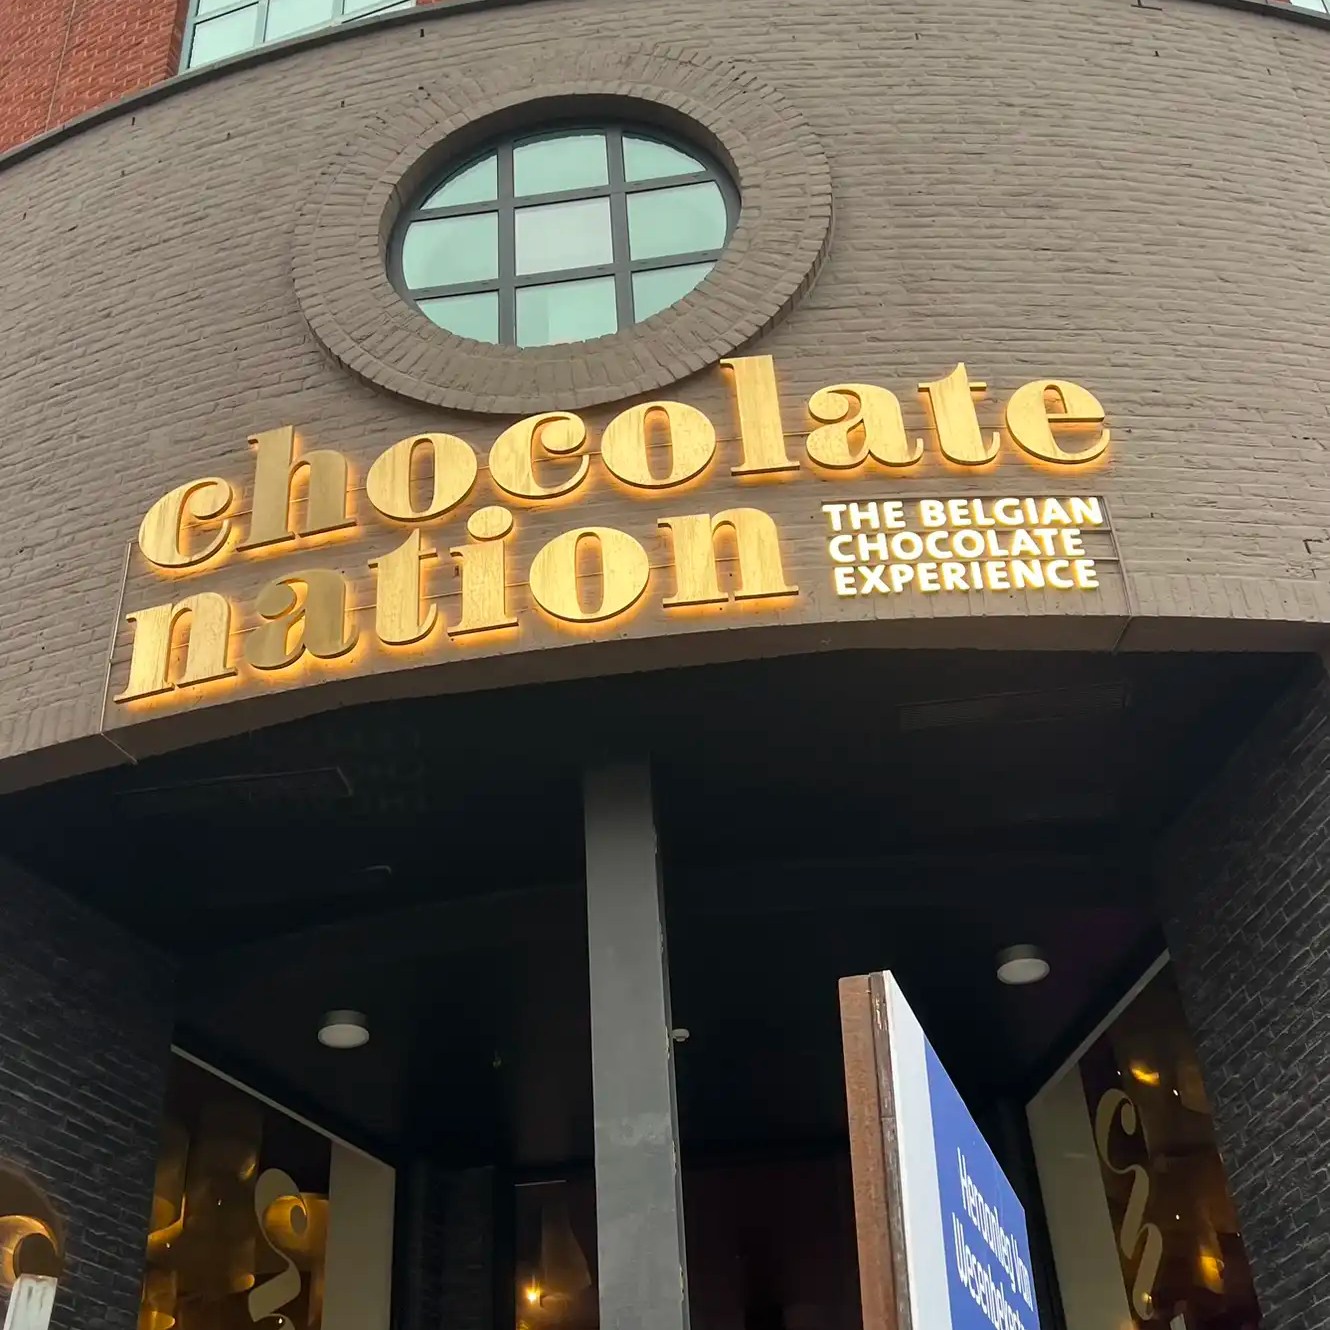 chocolate
nation
THE BELGIAN
CHOCOLATE
EXPERIENCE